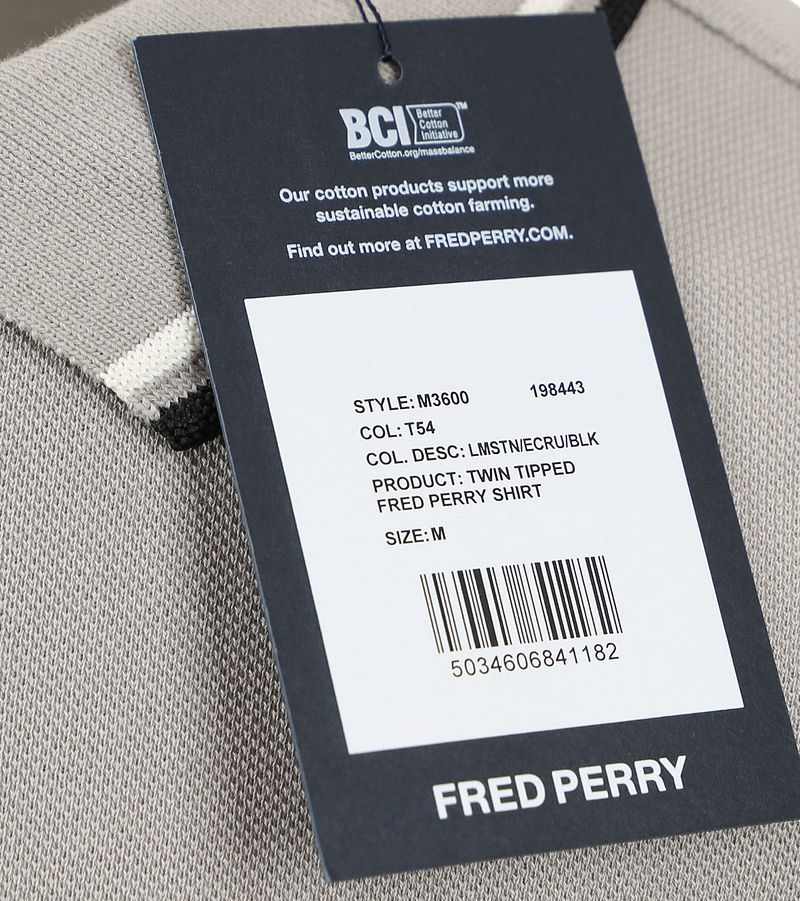 BCI Better Cotton Initiative™
BetterCotton.org/massbalance
Our cotton products support more
sustainable cotton farming.
Find out more at FREDPERRY.COM.
STYLE: M3600 198443
COL: T54
COL. DESC: LMSTN/ECRU/BLK
PRODUCT: TWIN TIPPED
FRED PERRY SHIRT
SIZE: M
5034606841182
FRED PERRY